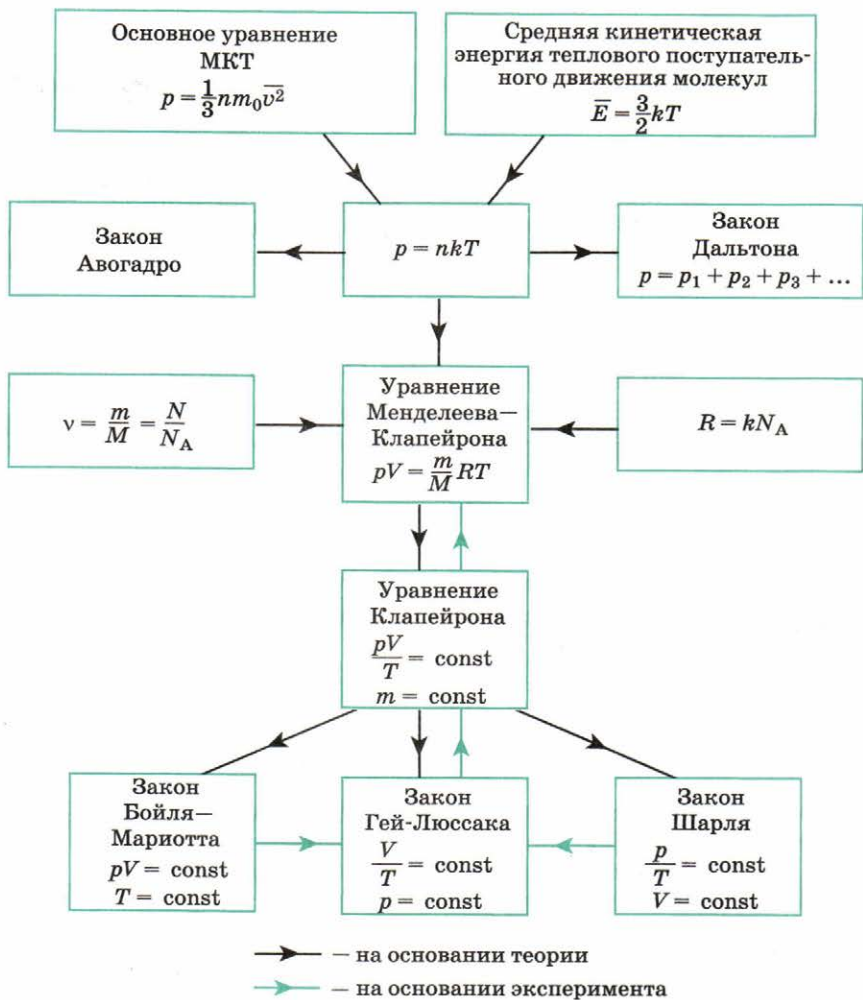 Основное уравнение
МКТ
p = 1/3 nm₀v̅²
Средняя кинетическая
энергия теплового поступатель-
ного движения молекул
E̅ = 3/2 kT
Закон
Авогадро
p = nkT
Закон
Дальтона
p = p₁ + p₂ + p₃ + ...
ν = m/M = N/N_A
Уравнение
Менделеева—
Клапейрона
pV = m/M RT
R = kN_A
Уравнение
Клапейрона
pV/T = const
m = const
Закон
Бойля—
Мариотта
pV = const
T = const
Закон
Гей-Люссака
V/T = const
p = const
Закон
Шарля
p/T = const
V = const
— на основании теории
— на основании эксперимента